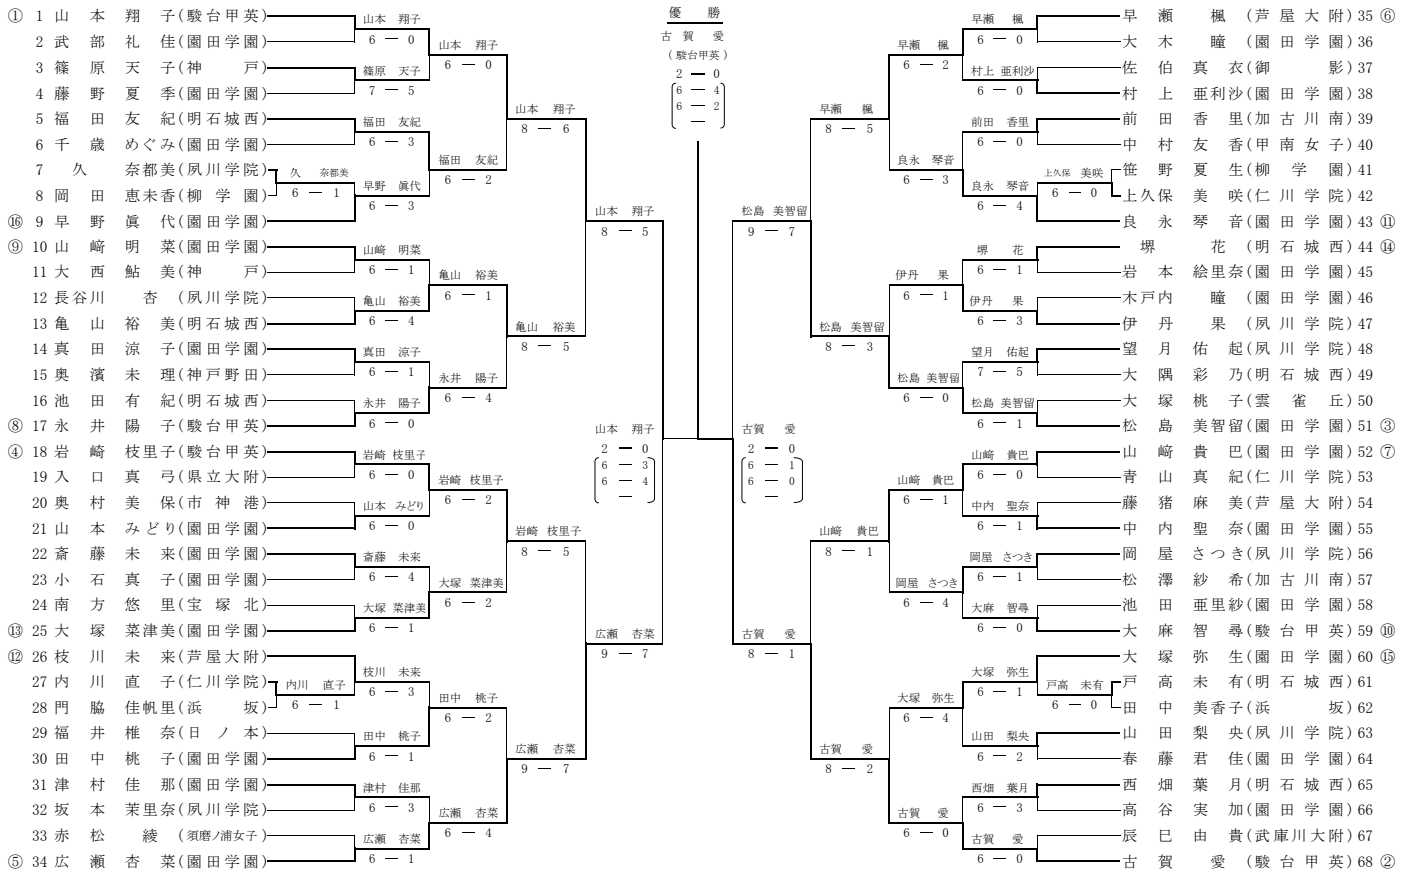 優　勝
古 賀　愛
(駿台甲英)
2 ― 0
6 ― 4
6 ― 2
―
① 1 山本翔子(駿台甲英)
2 武部礼佳(園田学園)
3 篠原天子(神戸)
4 藤野夏季(園田学園)
5 福田友紀(明石城西)
6 千歳めぐみ(園田学園)
7 久奈都美(夙川学院)
8 岡田恵未香(柳学園)
⑯ 9 早野眞代(園田学園)
⑨ 10 山﨑明菜(園田学園)
11 大西鮎美(神戸)
12 長谷川杏(夙川学院)
13 亀山裕美(明石城西)
14 真田涼子(園田学園)
15 奥濱未理(神戸野田)
16 池田有紀(明石城西)
⑧ 17 永井陽子(駿台甲英)
④ 18 岩崎枝里子(駿台甲英)
19 入口真弓(県立大附)
20 奥村美保(市神港)
21 山本みどり(園田学園)
22 斎藤未来(園田学園)
23 小石真子(園田学園)
24 南方悠里(宝塚北)
⑬ 25 大塚菜津美(園田学園)
⑫ 26 枝川未来(芦屋大附)
27 内川直子(仁川学院)
28 門脇佳帆里(浜坂)
29 福井椎奈(日ノ本)
30 田中桃子(園田学園)
31 津村佳那(園田学園)
32 坂本茉里奈(夙川学院)
33 赤松綾(須磨ノ浦女子)
⑤ 34 広瀬杏菜(園田学園)
久 奈都美
6 ― 1
内川 直子
6 ― 1
山本 翔子
6 ― 0
篠原 天子
7 ― 5
福田 友紀
6 ― 3
早野 眞代
6 ― 3
山﨑 明菜
6 ― 1
亀山 裕美
6 ― 4
真田 涼子
6 ― 1
永井 陽子
6 ― 0
岩崎 枝里子
6 ― 0
山本 みどり
6 ― 0
斎藤 未来
6 ― 4
大塚 菜津美
6 ― 1
枝川 未来
6 ― 3
田中 桃子
6 ― 1
津村 佳那
6 ― 3
広瀬 杏菜
6 ― 1
山本 翔子
6 ― 0
福田 友紀
6 ― 2
亀山 裕美
6 ― 1
永井 陽子
6 ― 4
岩崎 枝里子
6 ― 2
大塚 菜津美
6 ― 2
田中 桃子
6 ― 2
広瀬 杏菜
6 ― 4
山本 翔子
8 ― 6
亀山 裕美
8 ― 5
岩崎 枝里子
8 ― 5
広瀬 杏菜
9 ― 7
山本 翔子
8 ― 5
広瀬 杏菜
9 ― 7
山本 翔子
2 ― 0
6 ― 3
6 ― 4
―
古賀 愛
2 ― 0
6 ― 1
6 ― 0
―
松島 美智留
9 ― 7
古賀 愛
8 ― 1
早瀬 楓
8 ― 5
松島 美智留
8 ― 3
山﨑 貴巴
8 ― 1
古賀 愛
8 ― 2
早瀬 楓
6 ― 2
良永 琴音
6 ― 3
伊丹 果
6 ― 1
松島 美智留
6 ― 0
山﨑 貴巴
6 ― 1
岡屋 さつき
6 ― 4
大塚 弥生
6 ― 4
古賀 愛
6 ― 0
早瀬 楓
6 ― 0
村上 亜利沙
6 ― 0
前田 香里
6 ― 0
良永 琴音
6 ― 4
堺 花
6 ― 1
伊丹 果
6 ― 3
望月 佑起
7 ― 5
松島 美智留
6 ― 1
山﨑 貴巴
6 ― 0
中内 聖奈
6 ― 1
岡屋 さつき
6 ― 1
大麻 智尋
6 ― 0
大塚 弥生
6 ― 1
山田 梨央
6 ― 2
西畑 葉月
6 ― 3
古賀 愛
6 ― 0
上久保 美咲
6 ― 0
戸高 未有
6 ― 0
早瀬楓(芦屋大附)35 ⑥
大木瞳(園田学園)36
佐伯真衣(御影)37
村上亜利沙(園田学園)38
前田香里(加古川南)39
中村友香(甲南女子)40
笹野夏生(柳学園)41
上久保美咲(仁川学院)42
良永琴音(園田学園)43 ⑪
堺花(明石城西)44 ⑭
岩本絵里奈(園田学園)45
木戸内瞳(園田学園)46
伊丹果(夙川学院)47
望月佑起(夙川学院)48
大隅彩乃(明石城西)49
大塚桃子(雲雀丘)50
松島美智留(園田学園)51 ③
山﨑貴巴(園田学園)52 ⑦
青山真紀(仁川学院)53
藤猪麻美(芦屋大附)54
中内聖奈(園田学園)55
岡屋さつき(夙川学院)56
松澤紗希(加古川南)57
池田亜里紗(園田学園)58
大麻智尋(駿台甲英)59 ⑩
大塚弥生(園田学園)60 ⑮
戸高未有(明石城西)61
田中美香子(浜坂)62
山田梨央(夙川学院)63
春藤君佳(園田学園)64
西畑葉月(明石城西)65
高谷実加(園田学園)66
辰巳由貴(武庫川大附)67
古賀愛(駿台甲英)68 ②